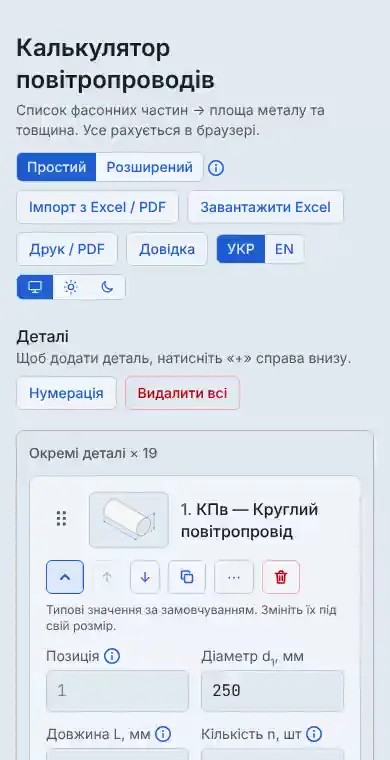 Калькулятор
повітропроводів
Список фасонних частин → площа металу та
товщина. Усе рахується в браузері.
Простий Розширений
Імпорт з Excel / PDF Завантажити Excel
Друк / PDF Довідка УКР EN
Деталі
Щоб додати деталь, натисніть «+» справа внизу.
Нумерація Видалити всі
Окремі деталі × 19
1. КПв — Круглий
повітропровід
Типові значення за замовчуванням. Змініть їх під
свій розмір.
Позиція Діаметр d₁, мм
1 250
Довжина L, мм Кількість n, шт